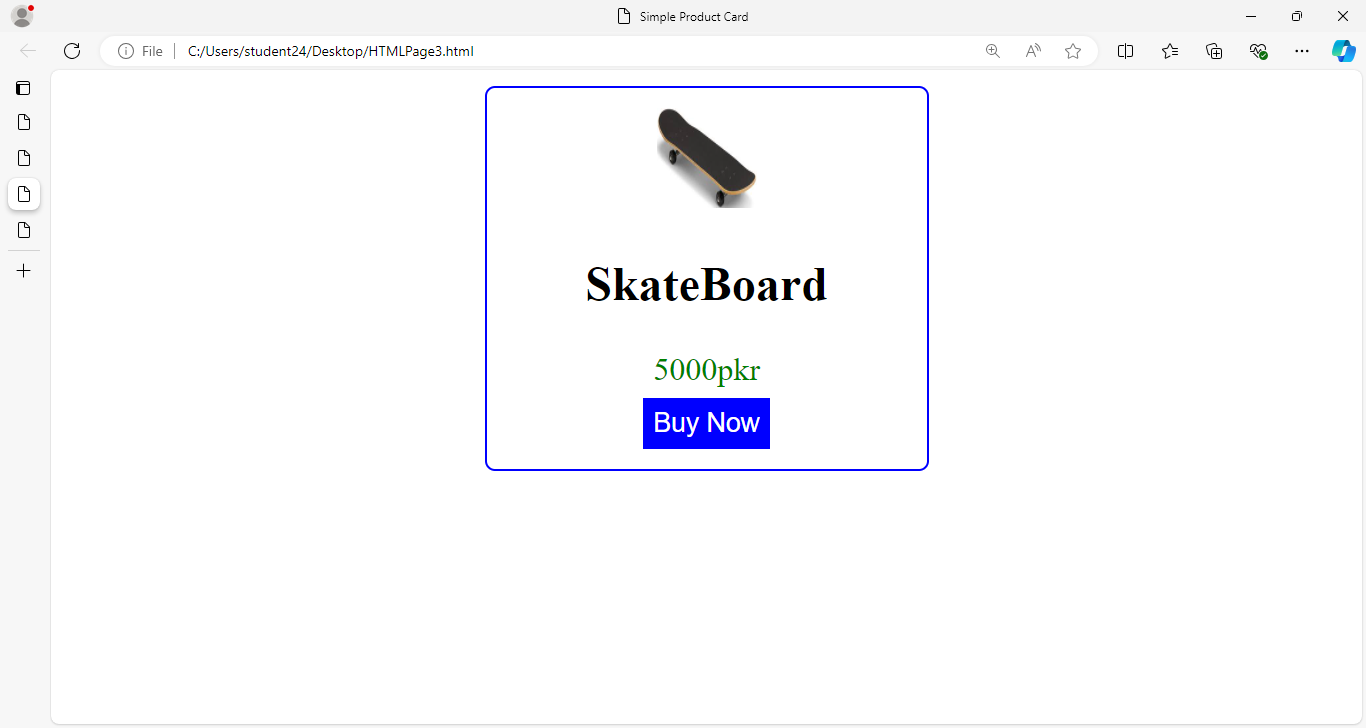 Simple Product Card
File C:/Users/student24/Desktop/HTMLPage3.html
SkateBoard
5000pkr
Buy Now